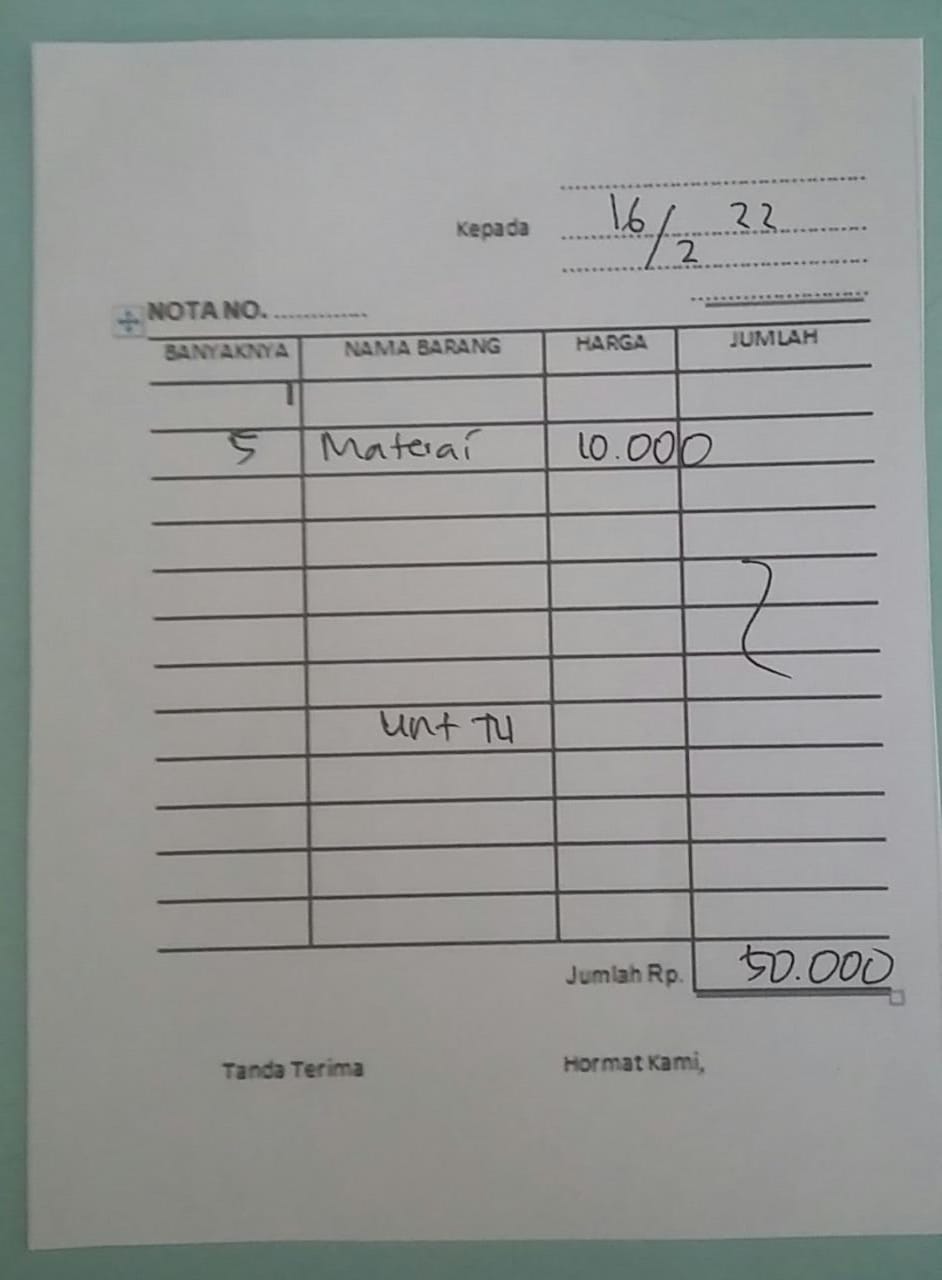 16/2 22
Kepada
NOTA NO. .............
BANYAKNYA NAMA BARANG HARGA JUMLAH
5 Materai 10.000
unt TU
Jumlah Rp. 50.000
Tanda Terima Hormat Kami,